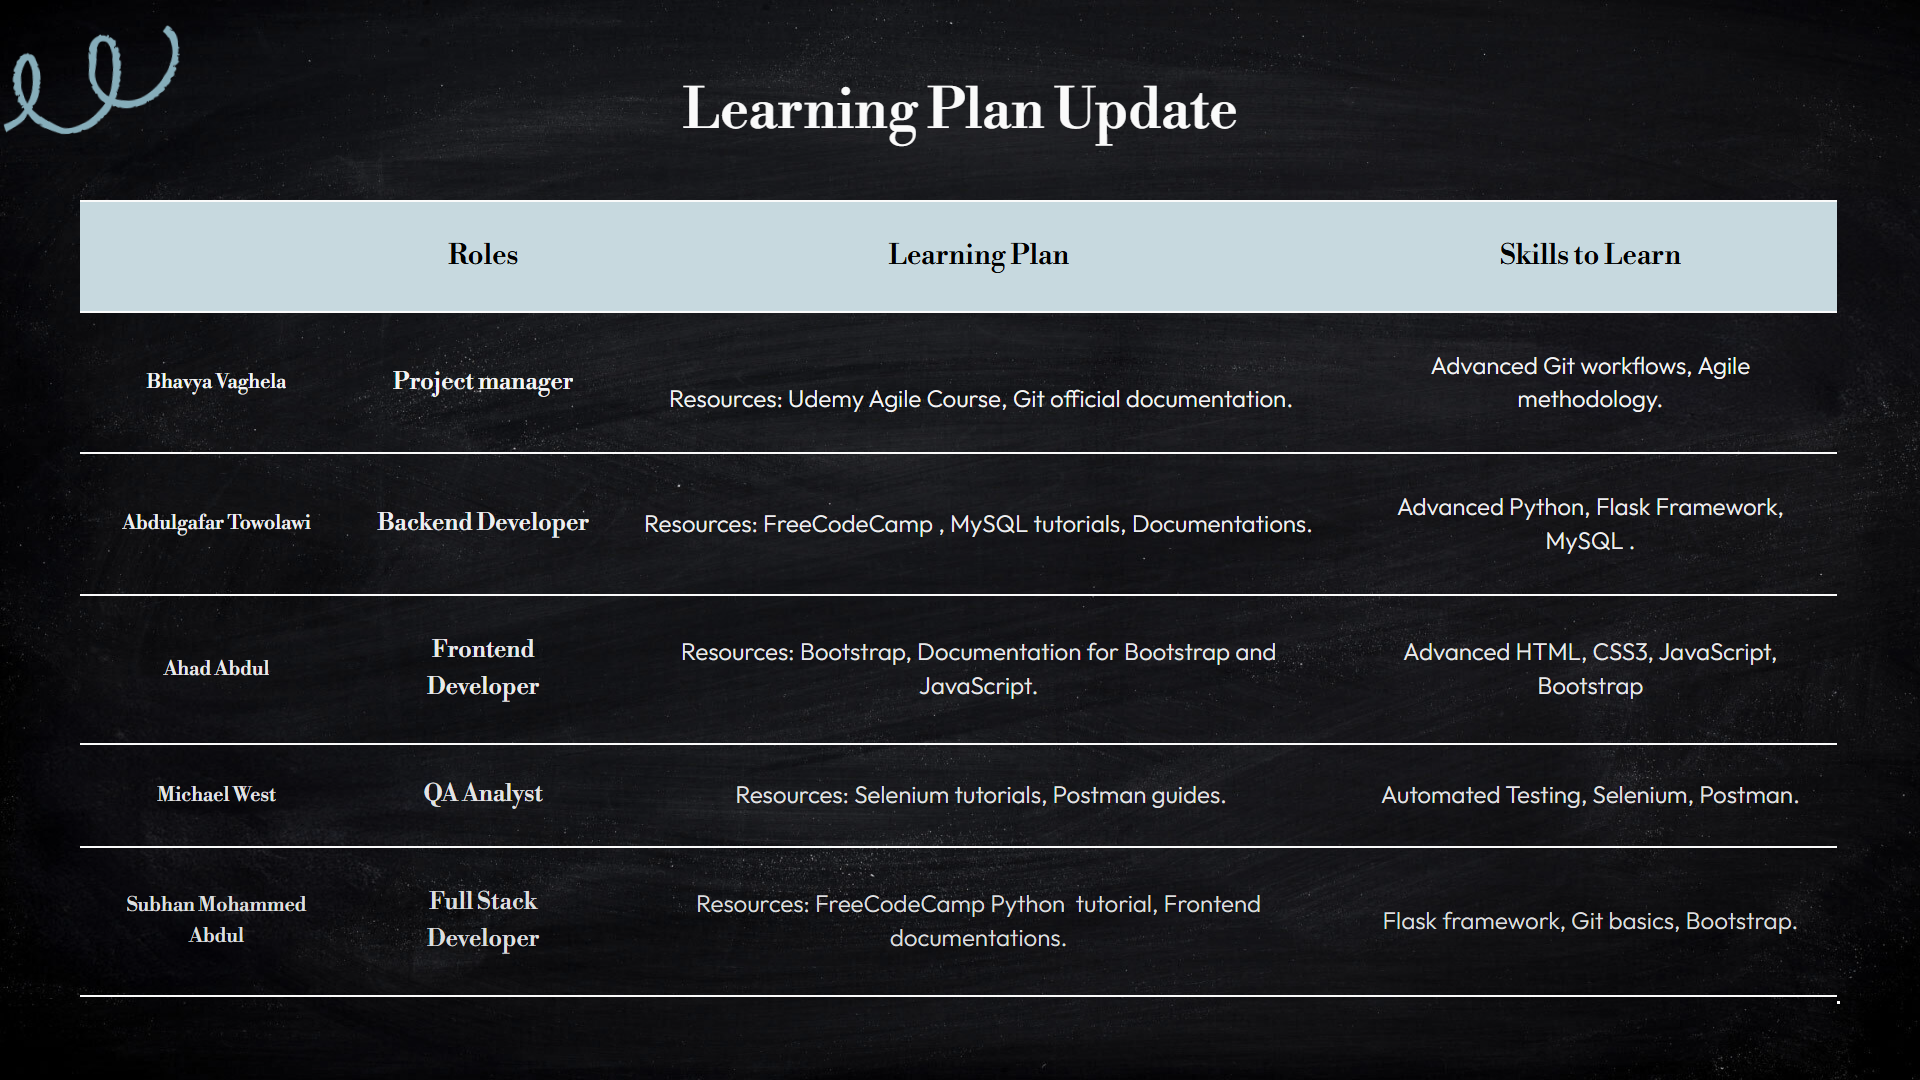 Learning Plan Update
Roles
Learning Plan
Skills to Learn
Bhavya Vaghela
Project manager
Resources: Udemy Agile Course, Git official documentation.
Advanced Git workflows, Agile
methodology.
Abdulgafar Towolawi
Backend Developer
Resources: FreeCodeCamp , MySQL tutorials, Documentations.
Advanced Python, Flask Framework,
MySQL .
Ahad Abdul
Frontend
Developer
Resources: Bootstrap, Documentation for Bootstrap and
JavaScript.
Advanced HTML, CSS3, JavaScript,
Bootstrap
Michael West
QA Analyst
Resources: Selenium tutorials, Postman guides.
Automated Testing, Selenium, Postman.
Subhan Mohammed
Abdul
Full Stack
Developer
Resources: FreeCodeCamp Python  tutorial, Frontend
documentations.
Flask framework, Git basics, Bootstrap.
.